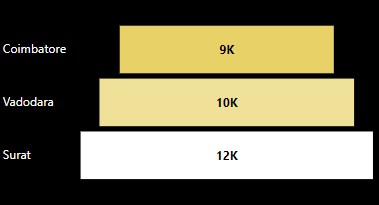 Coimbatore 9K
Vadodara 10K
Surat 12K